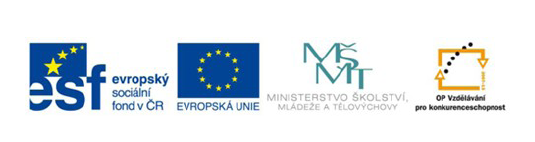 esf
evropský
sociální
fond v ČR
EVROPSKÁ UNIE
MŠMT
MINISTERSTVO ŠKOLSTVÍ,
MLÁDEŽE A TĚLOVÝCHOVY
OP Vzdělávání
pro konkurenceschopnost